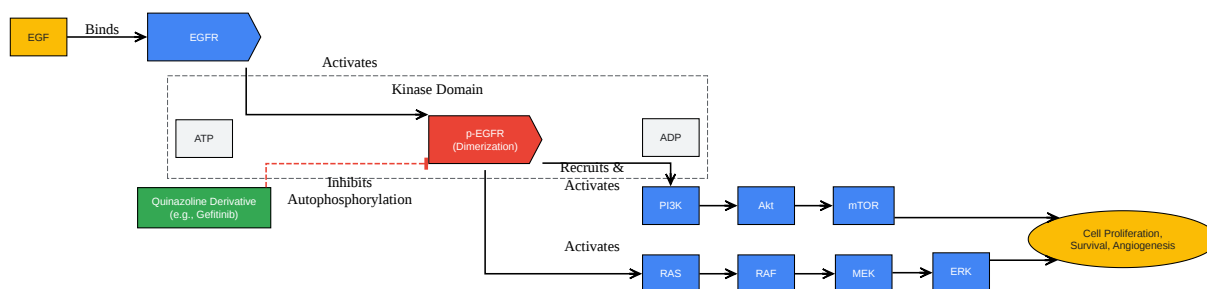 EGF
Binds
EGFR
Activates
Kinase Domain
ATP
p-EGFR
(Dimerization)
ADP
Recruits &
Activates
Inhibits
Autophosphorylation
Quinazoline Derivative
(e.g., Gefitinib)
PI3K
Akt
mTOR
Cell Proliferation,
Survival, Angiogenesis
Activates
RAS
RAF
MEK
ERK